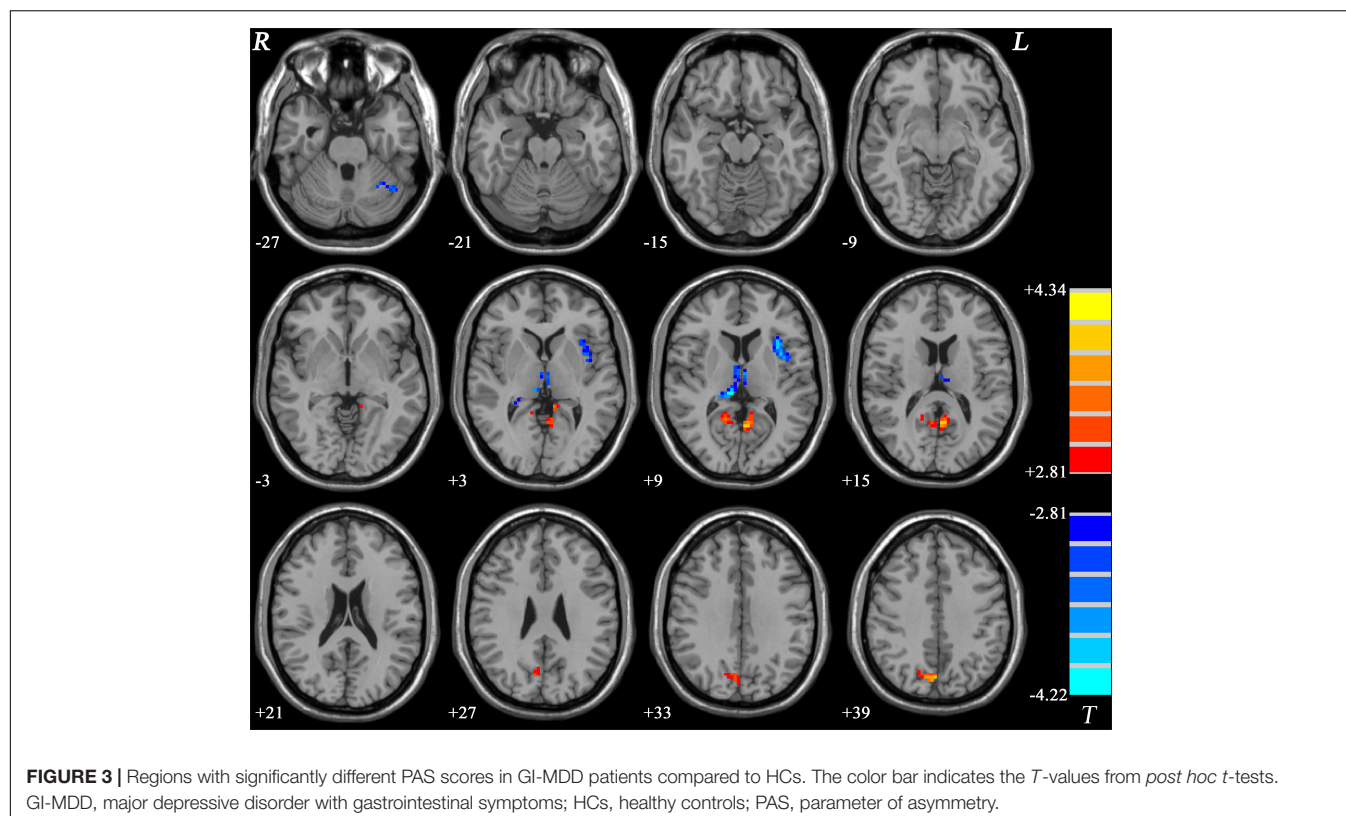 R L
-27 -21 -15 -9
+4.34
-3 +3 +9 +15
+2.81
-2.81
-4.22
+21 +27 +33 +39 T
FIGURE 3 | Regions with significantly different PAS scores in GI-MDD patients compared to HCs. The color bar indicates the T-values from post hoc t-tests.
GI-MDD, major depressive disorder with gastrointestinal symptoms; HCs, healthy controls; PAS, parameter of asymmetry.